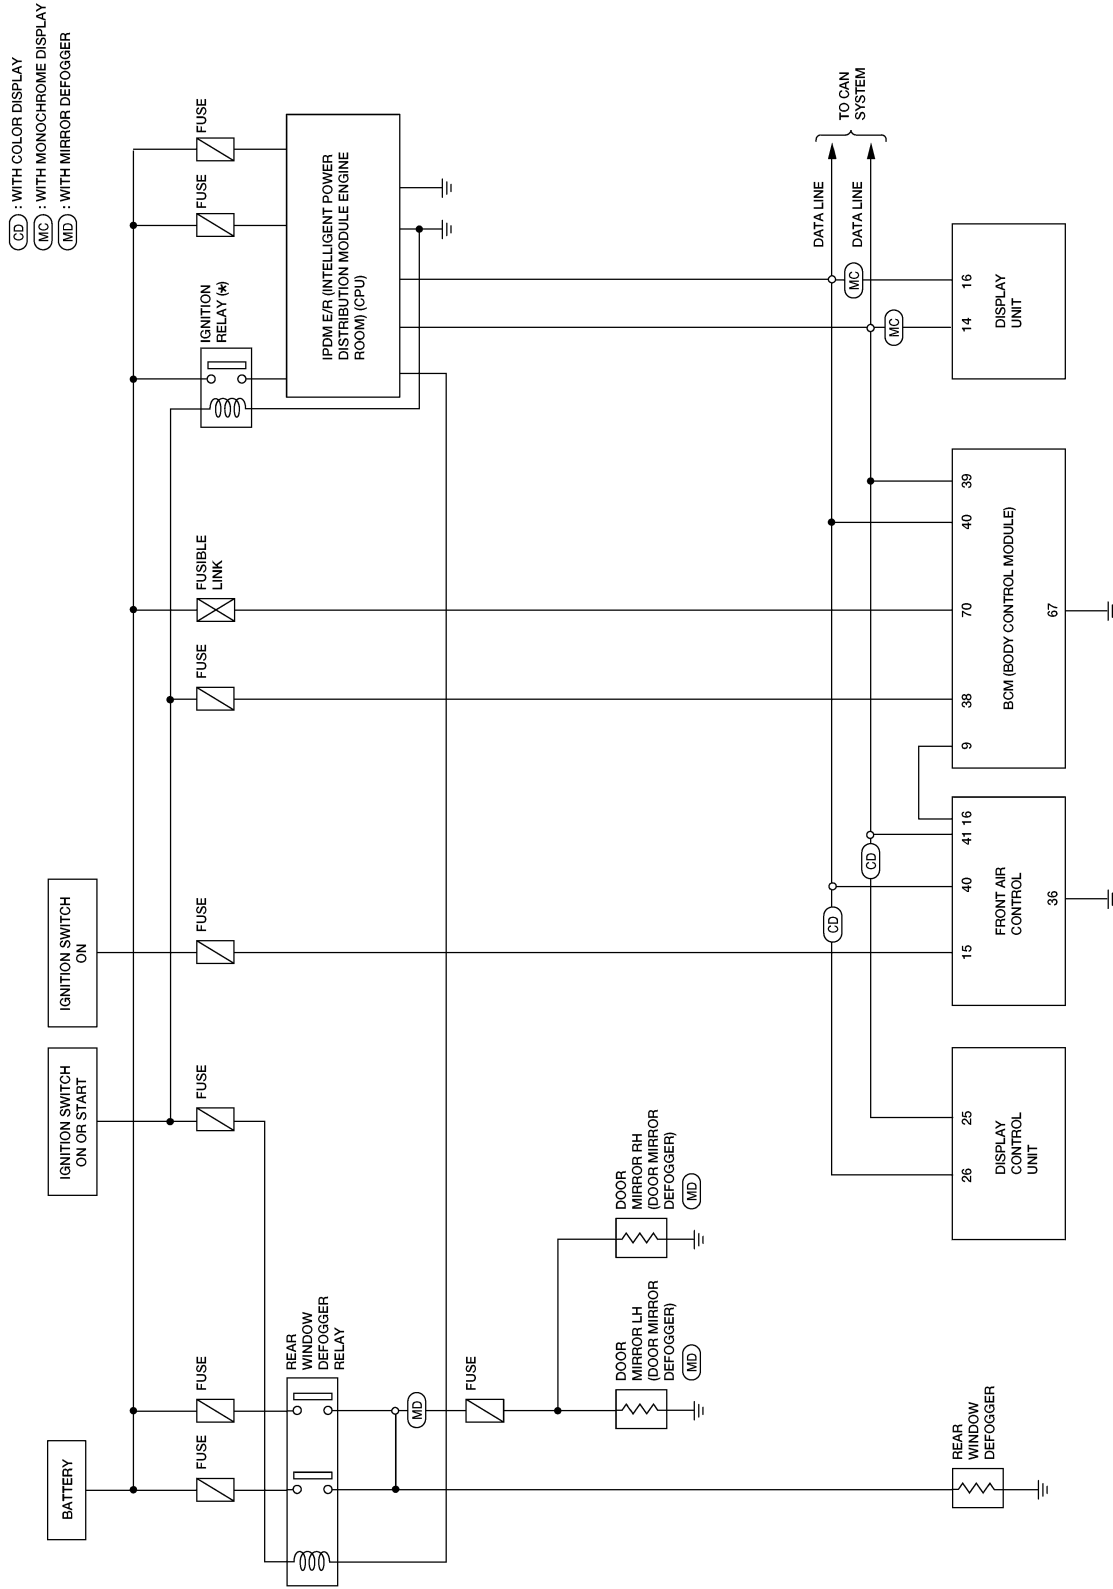 CD : WITH COLOR DISPLAY
MC : WITH MONOCHROME DISPLAY
MD : WITH MIRROR DEFOGGER
BATTERY
IGNITION SWITCH
ON OR START
IGNITION SWITCH
ON
FUSE
FUSE
FUSE
FUSE
FUSE
FUSIBLE
LINK
IGNITION
RELAY (*)
FUSE
FUSE
REAR
WINDOW
DEFOGGER
RELAY
IPDM E/R (INTELLIGENT POWER
DISTRIBUTION MODULE ENGINE
ROOM) (CPU)
MD
FUSE
DOOR
MIRROR LH
(DOOR MIRROR
DEFOGGER)
MD
DOOR
MIRROR RH
(DOOR MIRROR
DEFOGGER)
MD
DATA LINE
DATA LINE
TO CAN
SYSTEM
CD
CD
MC
MC
REAR
WINDOW
DEFOGGER
26
25
DISPLAY
CONTROL
UNIT
15
40
41
16
FRONT AIR
CONTROL
36
9
38
70
40
39
BCM (BODY CONTROL MODULE)
67
14
16
DISPLAY
UNIT